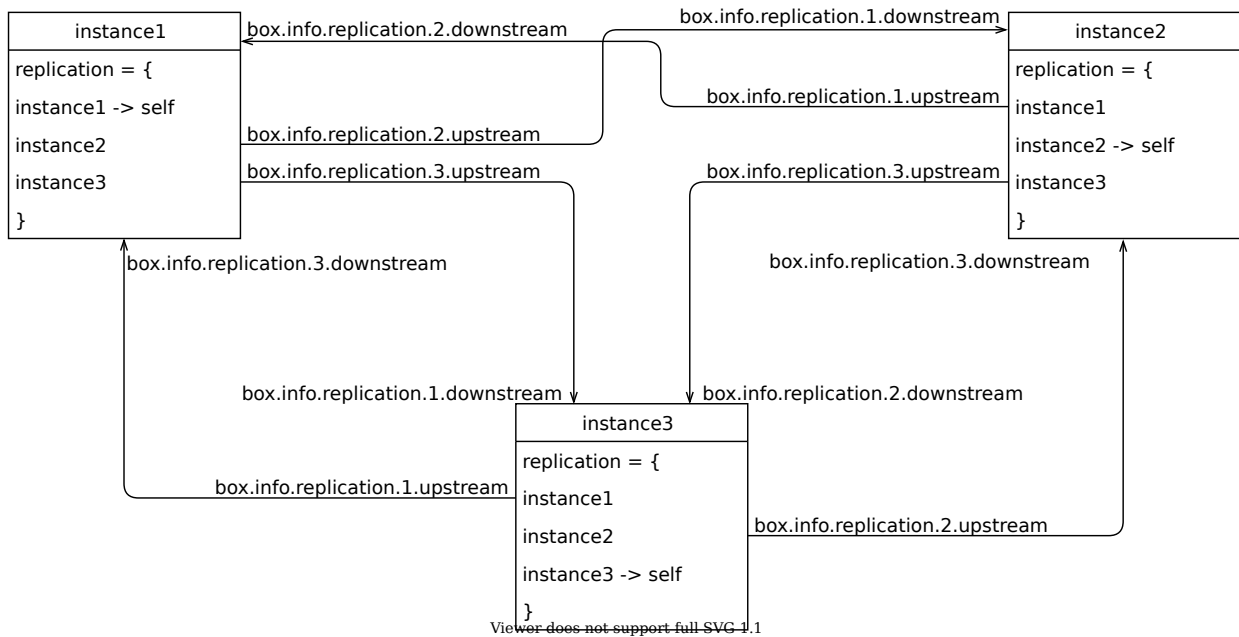 instance1
replication = {
instance1 -> self
instance2
instance3
}
box.info.replication.2.downstream
box.info.replication.2.upstream
box.info.replication.3.upstream
box.info.replication.3.downstream
box.info.replication.1.downstream
box.info.replication.1.upstream
box.info.replication.3.upstream
box.info.replication.3.downstream
instance2
replication = {
instance1
instance2 -> self
instance3
}
box.info.replication.1.downstream
box.info.replication.2.downstream
instance3
replication = {
instance1
instance2
instance3 -> self
}
box.info.replication.1.upstream
box.info.replication.2.upstream
Viewer does not support full SVG 1.1